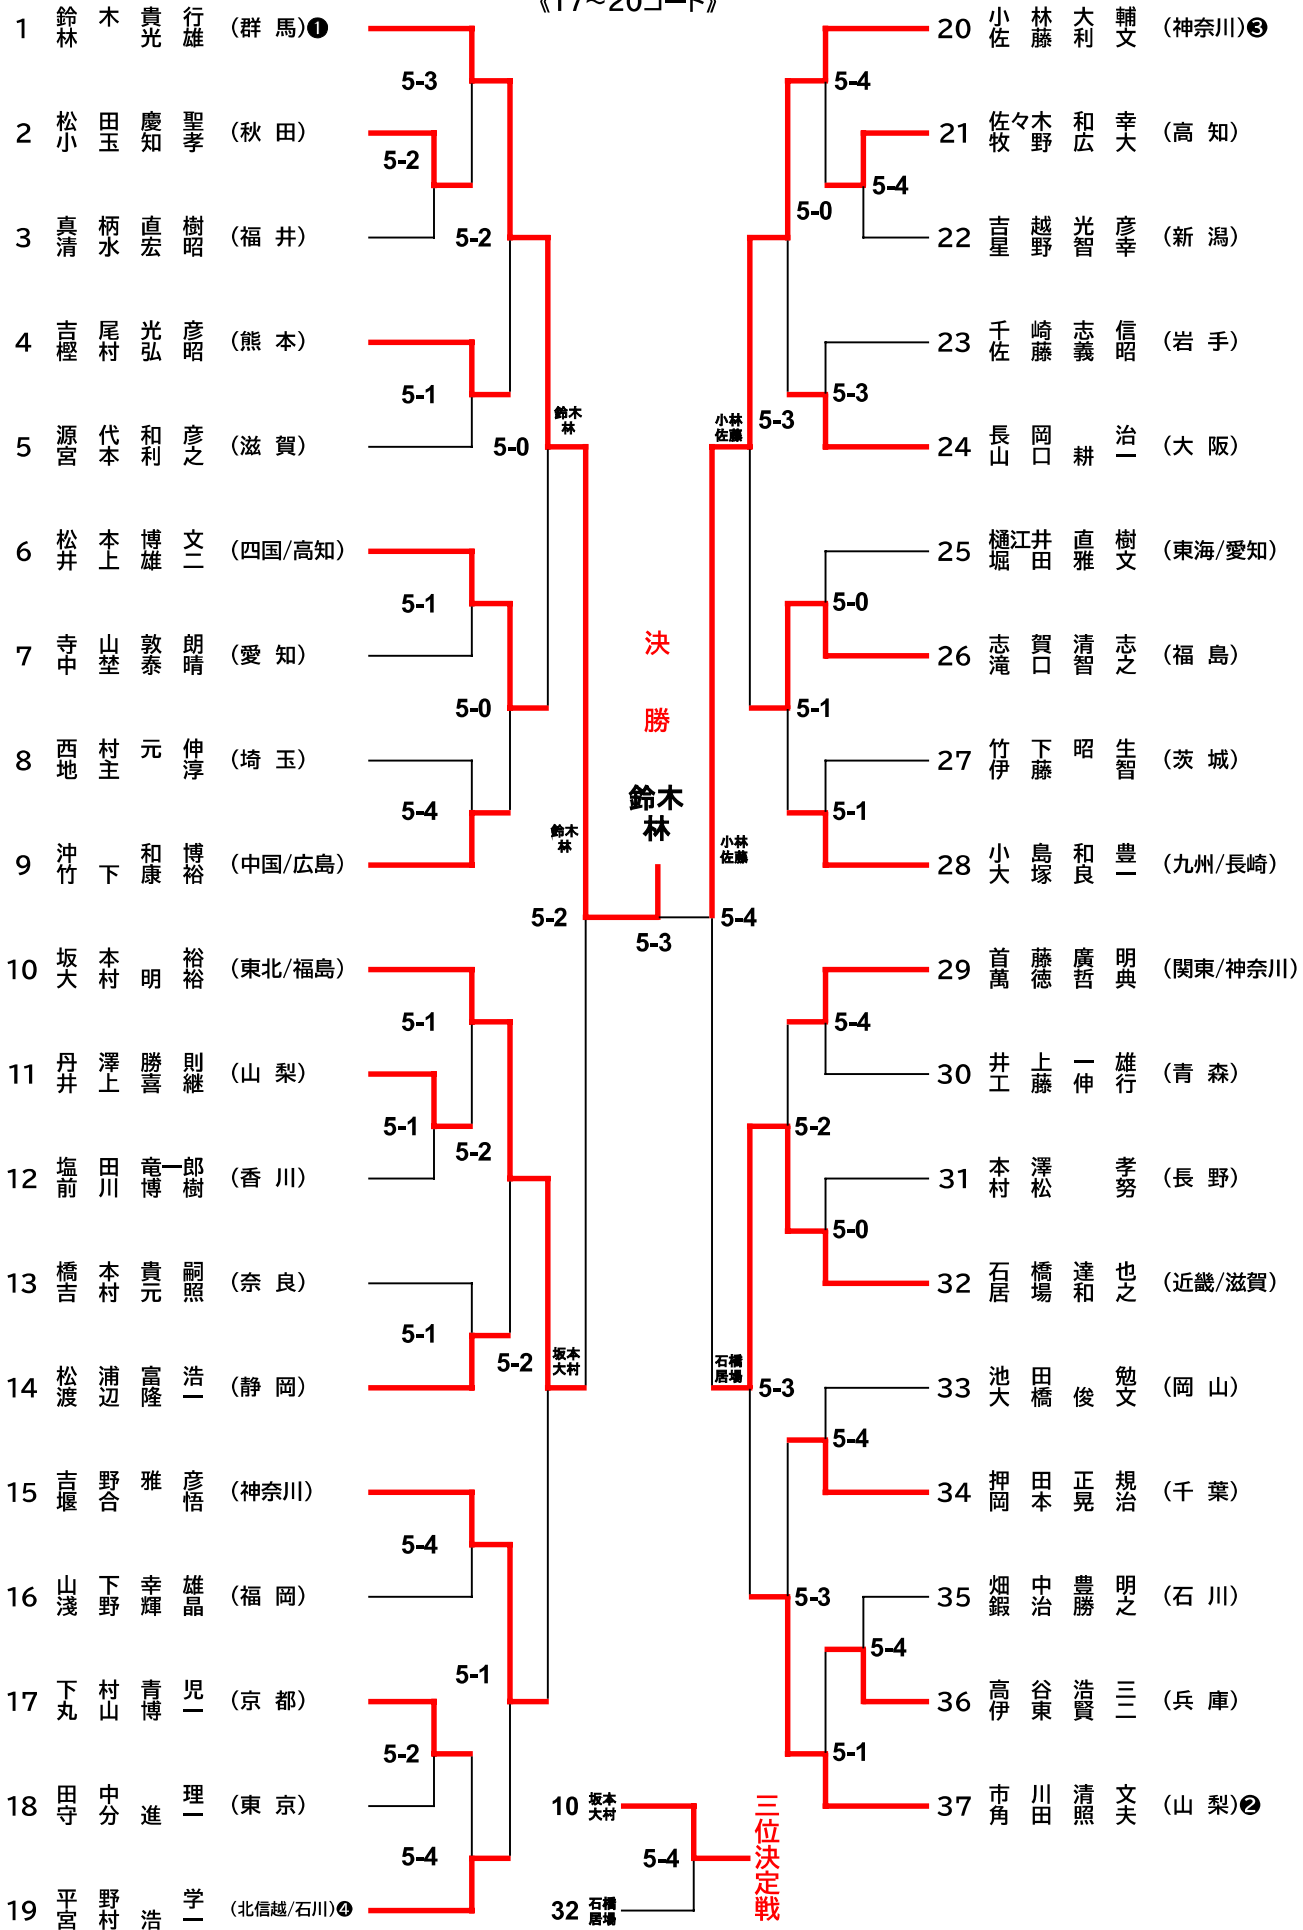 《17～20コート》
1 鈴木貴行 (群馬)❶
林光雄
5-3
2 松田慶聖 (秋田)
小玉知孝
5-2
3 真柄直樹 (福井)
清水宏昭
5-2
4 吉尾光彦 (熊本)
樫村弘昭
5-1
5 源代和彦 (滋賀)
宮本利之
5-0
鈴木
林
6 松本博文 (四国/高知)
井上雄二
5-1
7 寺山敦朗 (愛知)
中埜泰晴
5-0
8 西村元伸 (埼玉)
地主淳
5-4
9 沖和博 (中国/広島)
竹下康裕
鈴木
林
5-2
10 坂本裕 (東北/福島)
大村明裕
5-1
11 丹澤勝則 (山梨)
井上喜継
5-1
5-2
12 塩田竜一郎 (香川)
前川博樹
13 橋本貴嗣 (奈良)
吉村元照
5-1
5-2
坂本
大村
14 松浦富浩 (静岡)
渡辺隆一
15 吉野雅彦 (神奈川)
堰合悟
5-4
16 山下幸雄 (福岡)
淺野輝晶
5-1
17 下村青児 (京都)
丸山博一
5-2
18 田中理 (東京)
守分進一
5-4
19 平野学 (北信越/石川)❹
宮村浩一
決勝
鈴木
林
5-3
20 小林大輔 (神奈川)❸
佐藤利文
5-4
21 佐々木和幸 (高知)
牧野広大
5-4
5-0
22 吉越光彦 (新潟)
星野智幸
23 千崎志信 (岩手)
佐藤義昭
5-3
小林
佐藤
5-3
24 長岡治 (大阪)
山口耕一
25 樋江井直樹 (東海/愛知)
堀田雅文
5-0
26 志賀清志 (福島)
滝口智之
5-1
27 竹下昭生 (茨城)
伊藤智
5-1
28 小島和豊 (九州/長崎)
大塚良一
小林
佐藤
5-4
29 首藤廣明 (関東/神奈川)
萬徳哲典
5-4
30 井上一雄 (青森)
工藤伸行
5-2
31 本澤孝 (長野)
村松努
5-0
32 石橋達也 (近畿/滋賀)
居場和之
石橋
居場
5-3
33 池田勉 (岡山)
大橋俊文
5-4
34 押田正規 (千葉)
岡本晃治
5-3
35 畑中豊明 (石川)
鍜治勝之
5-4
36 高谷浩三 (兵庫)
伊東賢二
5-1
37 市川清文 (山梨)❷
角田照夫
三位決定戦
10 坂本
大村
5-4
32 石橋
居場